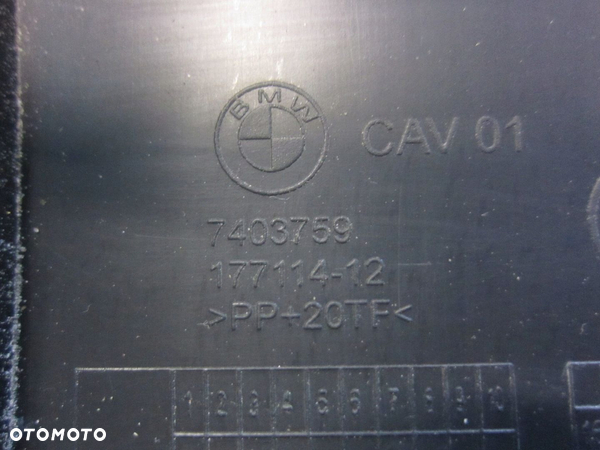 BMW
CAV 01
7403759
177114-12
>PP+20TF<
1 2 3 4 5 6 7 8 9 10
OTOMOTO